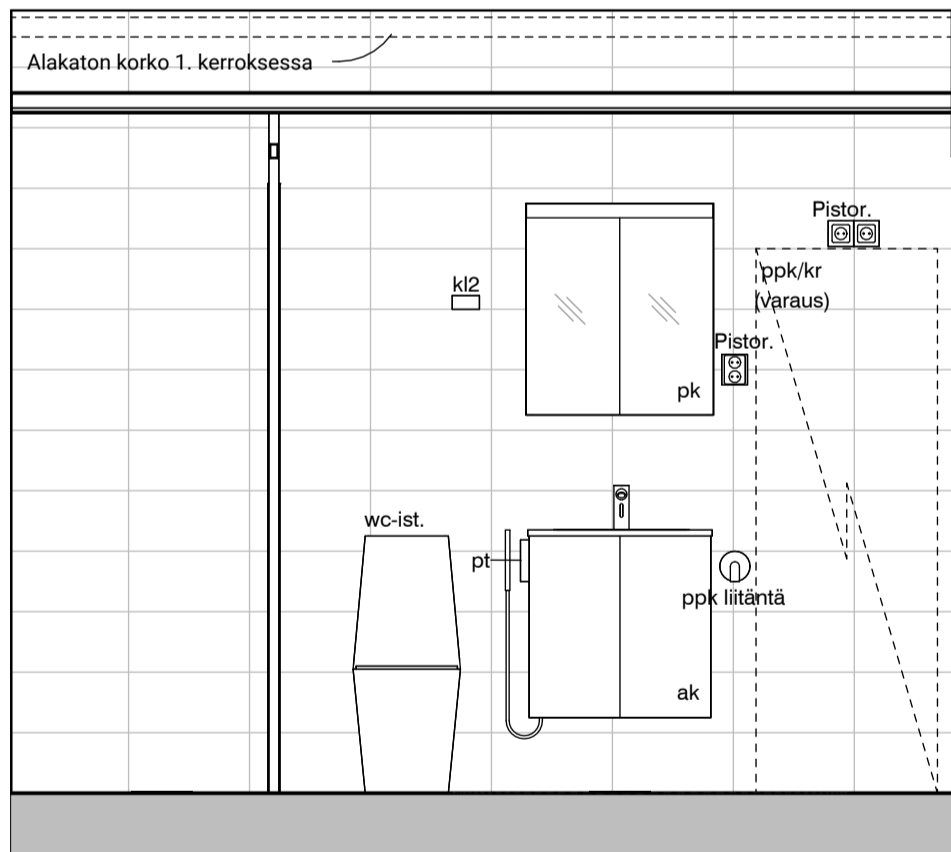 Alakaton korko 1. kerroksessa
Pistor.
ppk/kr
(varaus)
kl2
Pistor.
pk
wc-ist.
pt
ppk liitäntä
ak